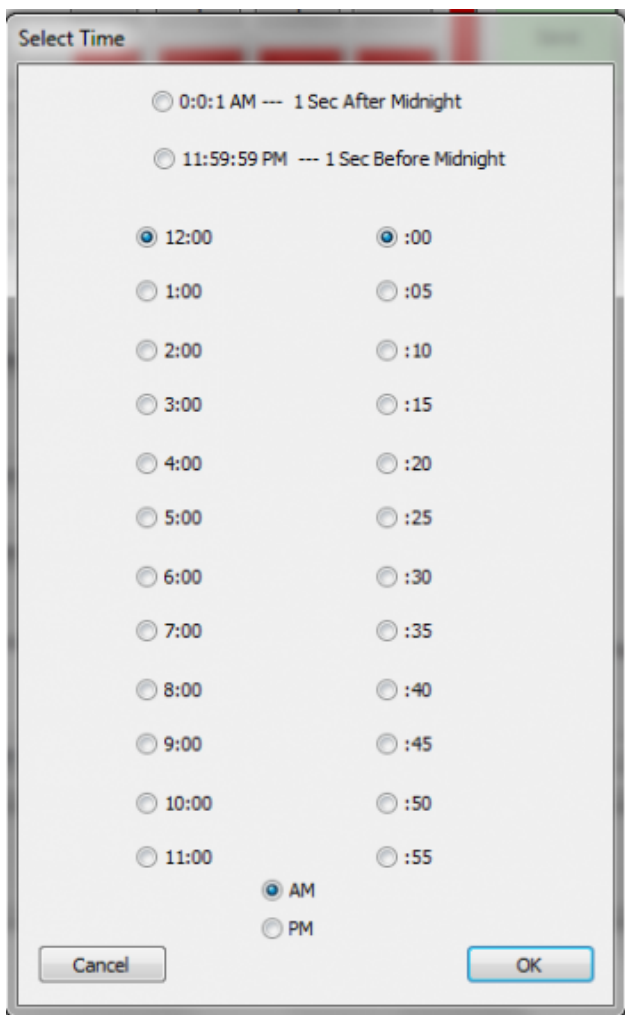 Select Time
0:0:1 AM --- 1 Sec After Midnight
11:59:59 PM --- 1 Sec Before Midnight
12:00 :00
1:00 :05
2:00 :10
3:00 :15
4:00 :20
5:00 :25
6:00 :30
7:00 :35
8:00 :40
9:00 :45
10:00 :50
11:00 :55
AM
PM
Cancel OK